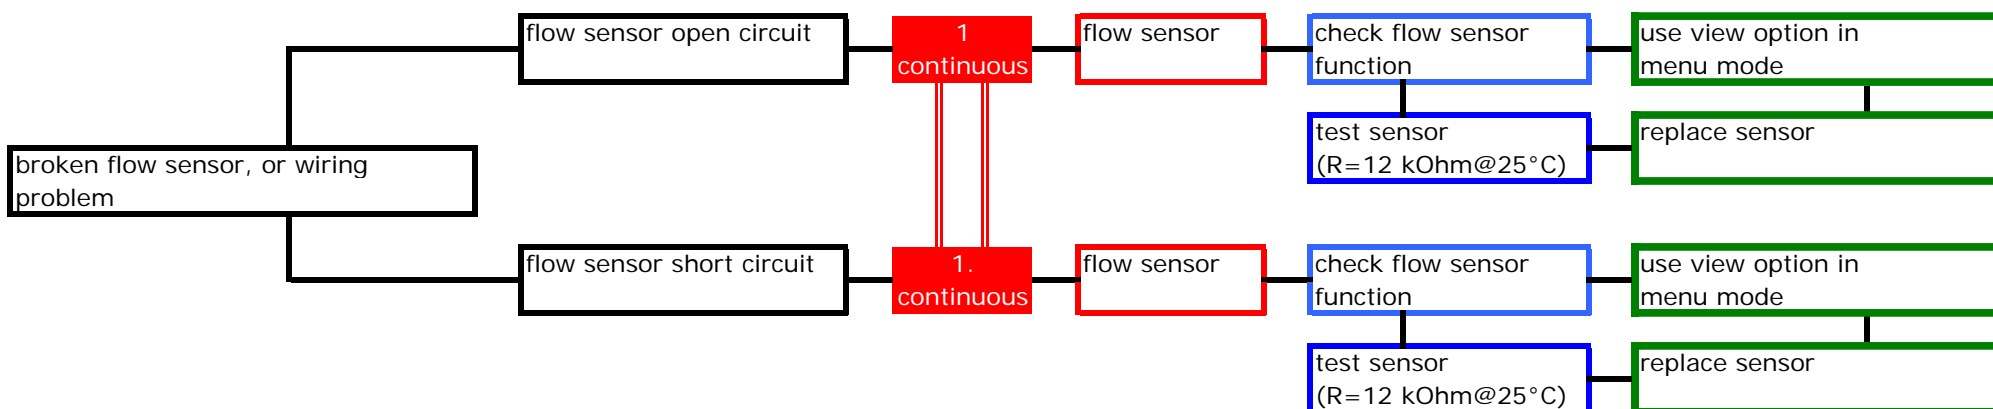 flow sensor open circuit
1
continuous
flow sensor
check flow sensor
function
use view option in
menu mode
test sensor
(R=12 kOhm@25°C)
replace sensor
broken flow sensor, or wiring
problem
flow sensor short circuit
1.
continuous
flow sensor
check flow sensor
function
use view option in
menu mode
test sensor
(R=12 kOhm@25°C)
replace sensor